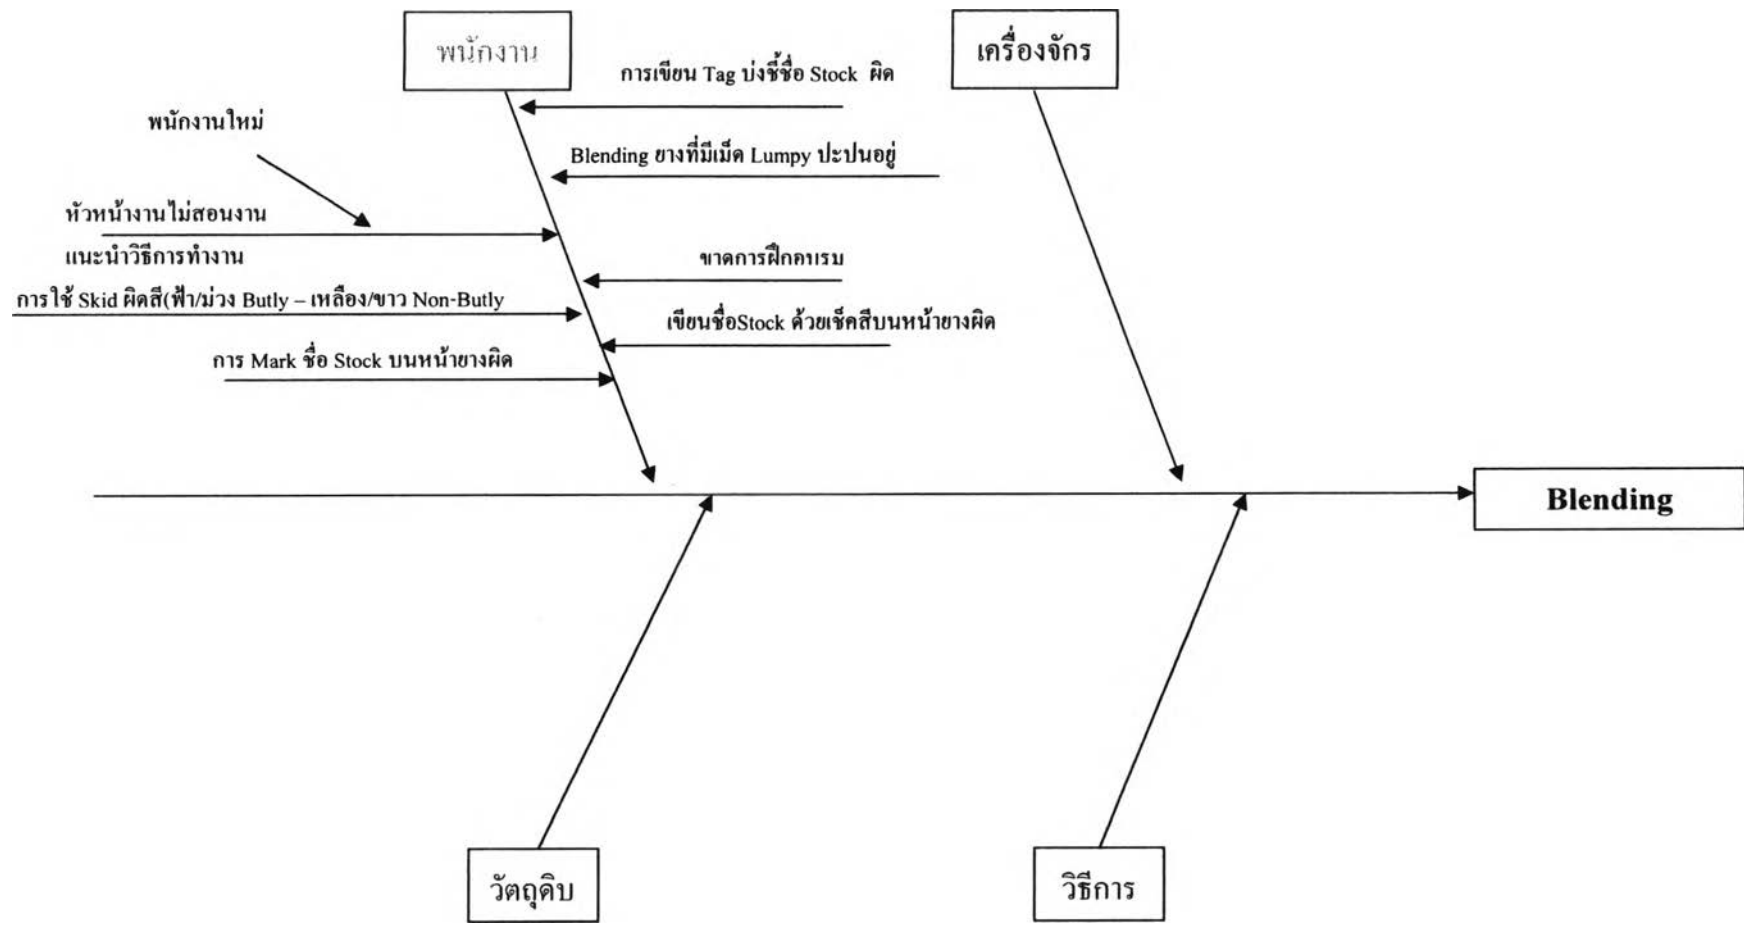 พนักงาน
เครื่องจักร
การเขียน Tag บ่งชี้ชื่อ Stock ผิด
พนักงานใหม่
Blending ยางที่มีเม็ด Lumpy ปะปนอยู่
หัวหน้างานไม่สอนงาน
แนะนำวิธีการทำงาน
ขาดการฝึกอบรม
การใช้ Skid ผิดสี(ฟ้า/ม่วง Butly – เหลือง/ขาว Non-Butly
เขียนชื่อStock ด้วยเช็คสีบนหน้ายางผิด
การ Mark ชื่อ Stock บนหน้ายางผิด
Blending
วัตถุดิบ
วิธีการ